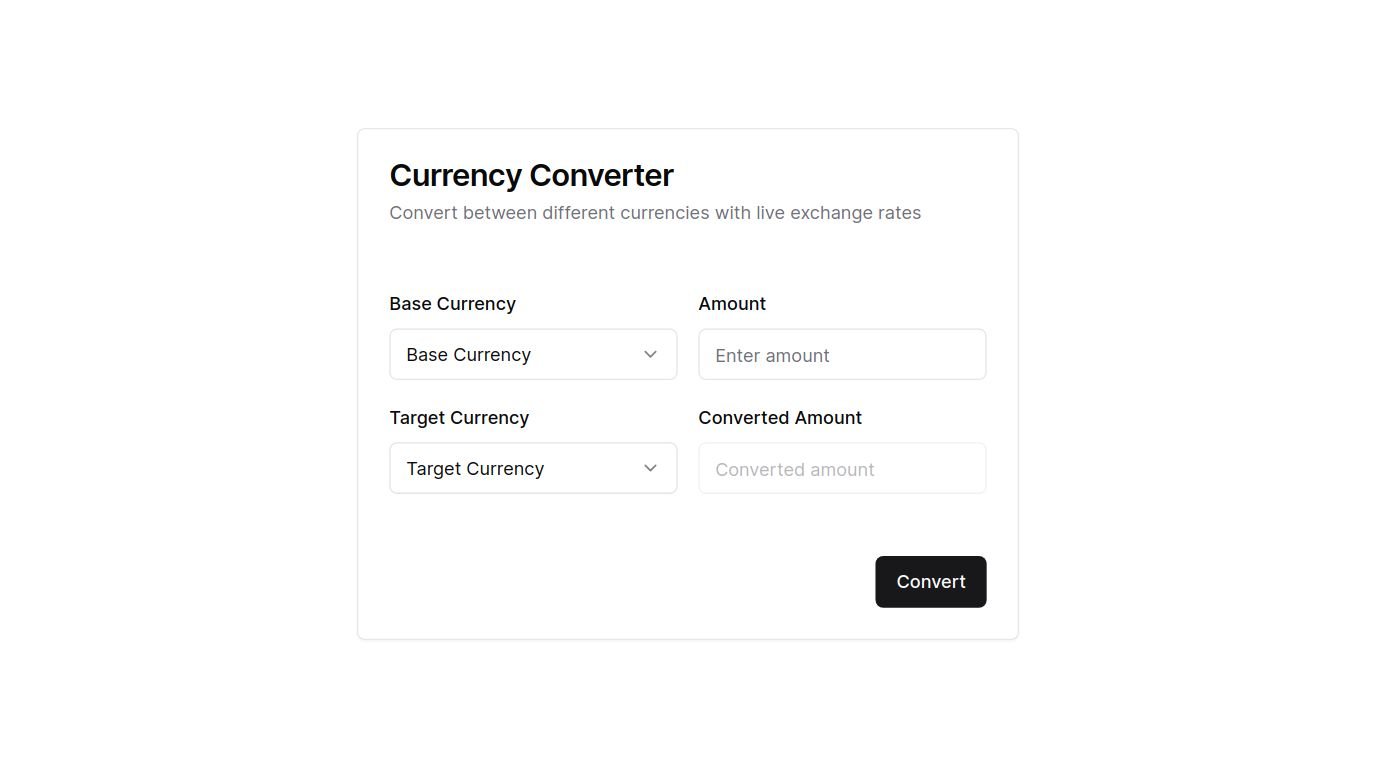 Currency Converter
Convert between different currencies with live exchange rates
Base Currency
Amount
Base Currency
Enter amount
Target Currency
Converted Amount
Target Currency
Converted amount
Convert